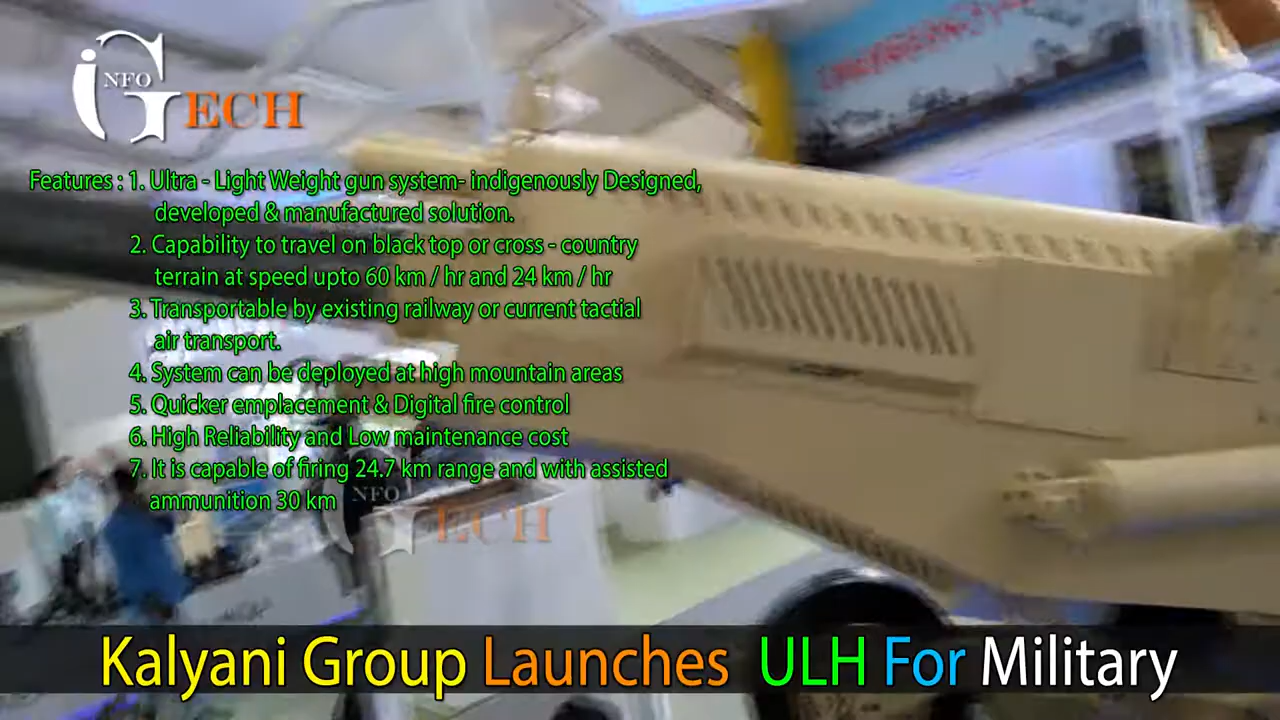 iNFO GECH
Features : 1. Ultra - Light Weight gun system- indigenously Designed,
developed & manufactured solution.
2. Capability to travel on black top or cross - country
terrain at speed upto 60 km / hr and 24 km / hr
3. Transportable by existing railway or current tactial
air transport.
4. System can be deployed at high mountain areas
5. Quicker emplacement & Digital fire control
6. High Reliability and Low maintenance cost
7. It is capable of firing 24.7 km range and with assisted
ammunition 30 km
iNFO GECH
Kalyani Group Launches ULH For Military